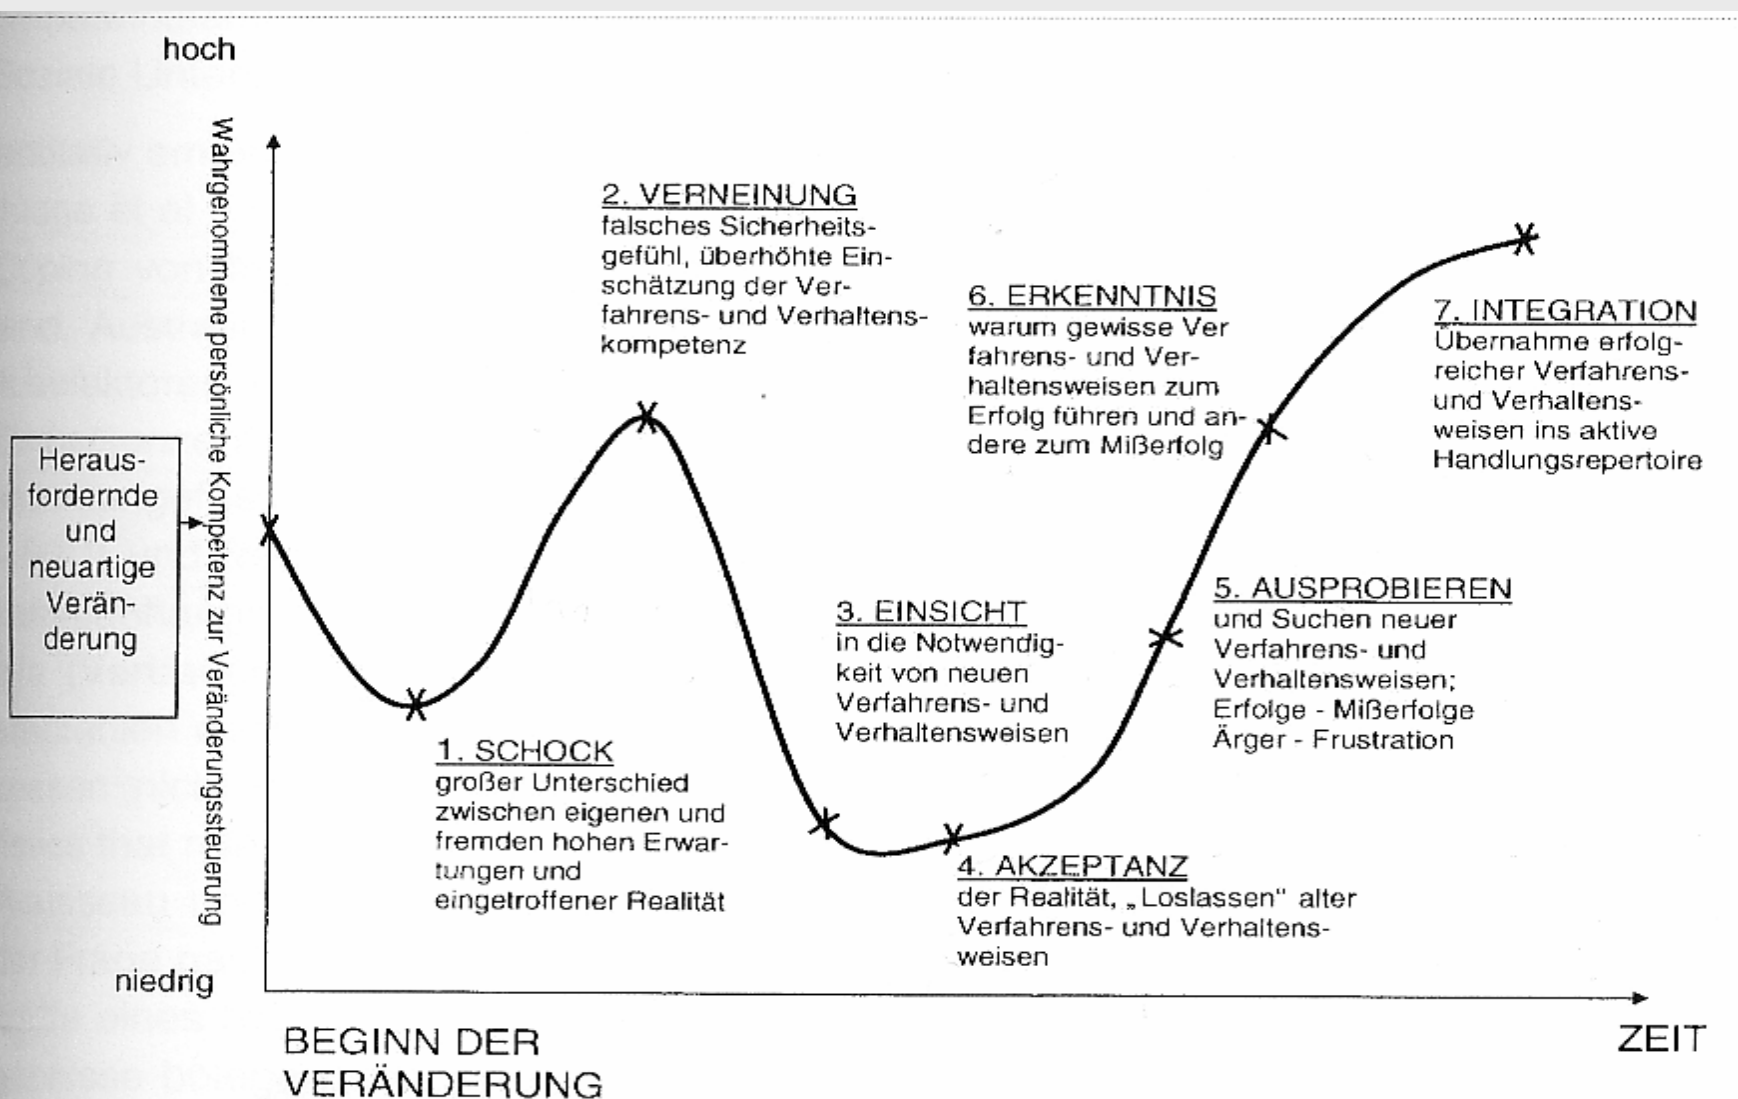 hoch
Wahrgenommene persönliche Kompetenz zur Veränderungssteuerung
Heraus-
fordernde
und
neuartige
Verän-
derung
2. VERNEINUNG
falsches Sicherheits-
gefühl, überhöhte Ein-
schätzung der Ver-
fahrens- und Verhaltens-
kompetenz
6. ERKENNTNIS
warum gewisse Ver
fahrens- und Ver-
haltensweisen zum
Erfolg führen und an-
dere zum Mißerfolg
7. INTEGRATION
Übernahme erfolg-
reicher Verfahrens-
und Verhaltens-
weisen ins aktive
Handlungsrepertoire
3. EINSICHT
in die Notwendig-
keit von neuen
Verfahrens- und
Verhaltensweisen
5. AUSPROBIEREN
und Suchen neuer
Verfahrens- und
Verhaltensweisen;
Erfolge - Mißerfolge
Ärger - Frustration
1. SCHOCK
großer Unterschied
zwischen eigenen und
fremden hohen Erwar-
tungen und
eingetroffener Realität
4. AKZEPTANZ
der Realität, „Loslassen“ alter
Verfahrens- und Verhaltens-
weisen
niedrig
BEGINN DER
VERÄNDERUNG
ZEIT